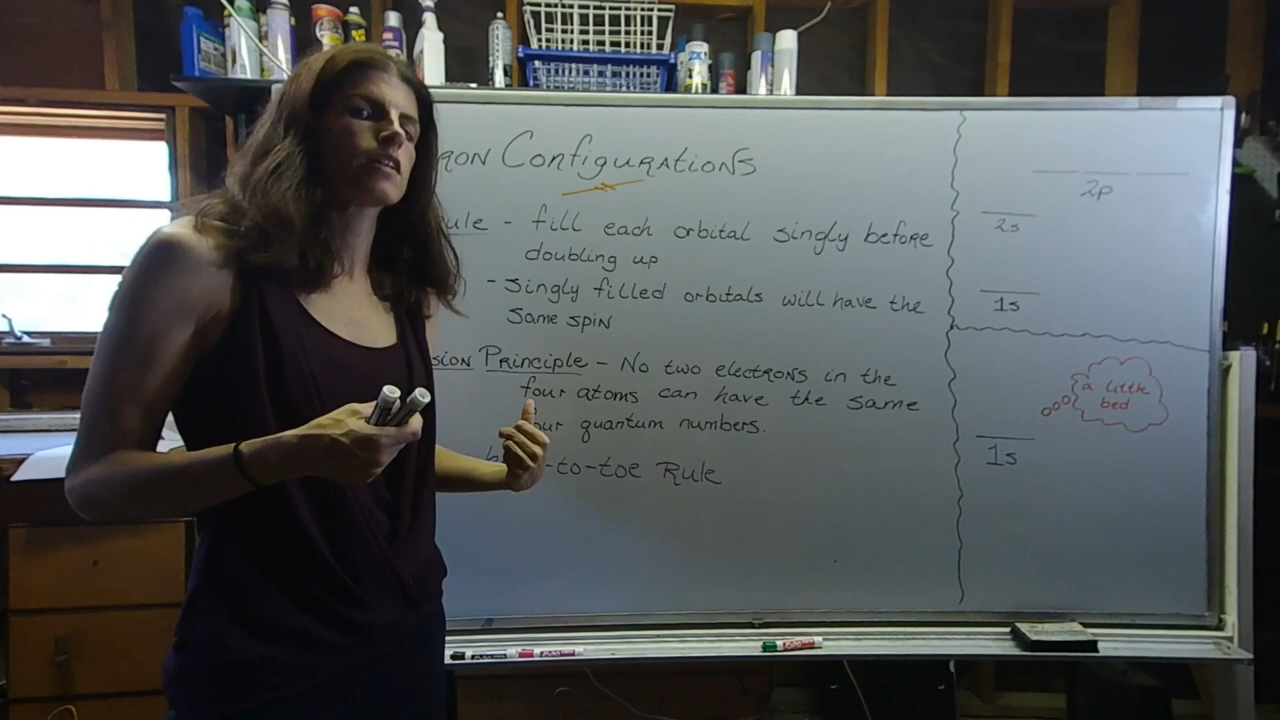 RON Configurations
ule - fill each orbital singly before
doubling up
- Singly filled orbitals will have the
same spin
sion Principle - No two electrons in the
four atoms can have the same
our quantum numbers.
-to-toe Rule
2p
2s
1s
a little
bed
1s